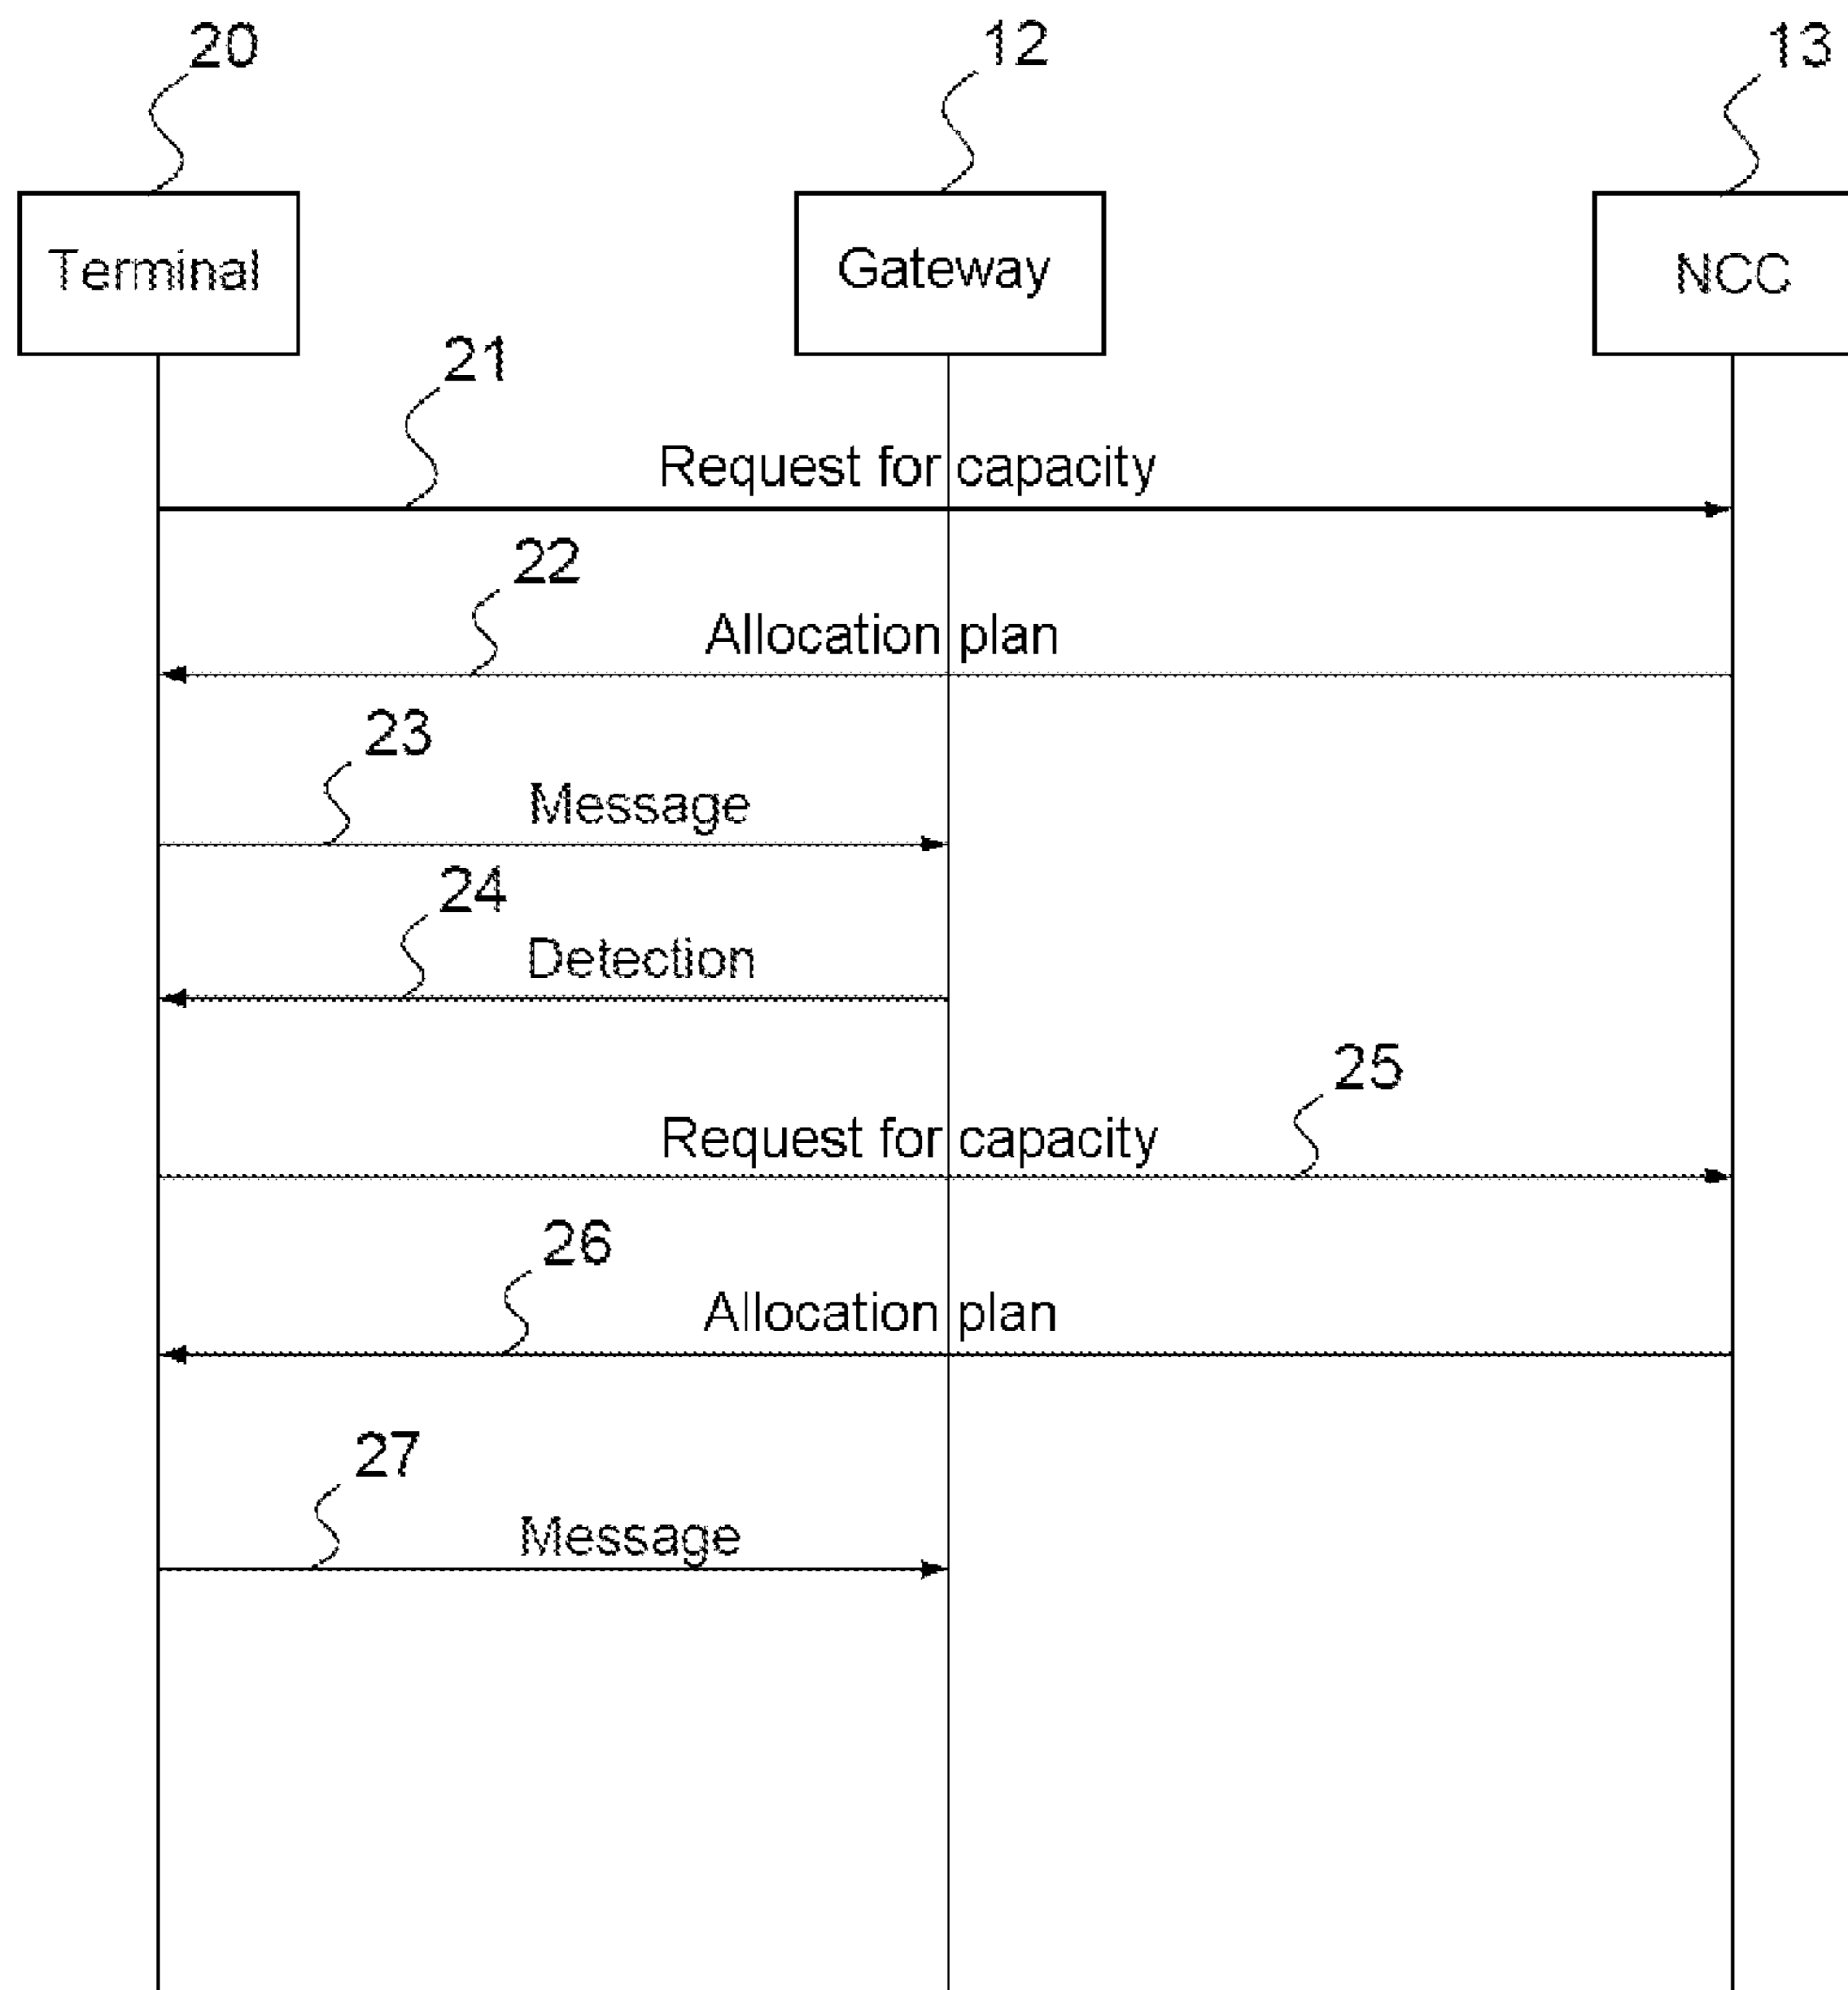 20
12
13
Terminal
Gateway
NCC
21
Request for capacity
22
Allocation plan
23
Message
24
Detection
25
Request for capacity
26
Allocation plan
27
Message